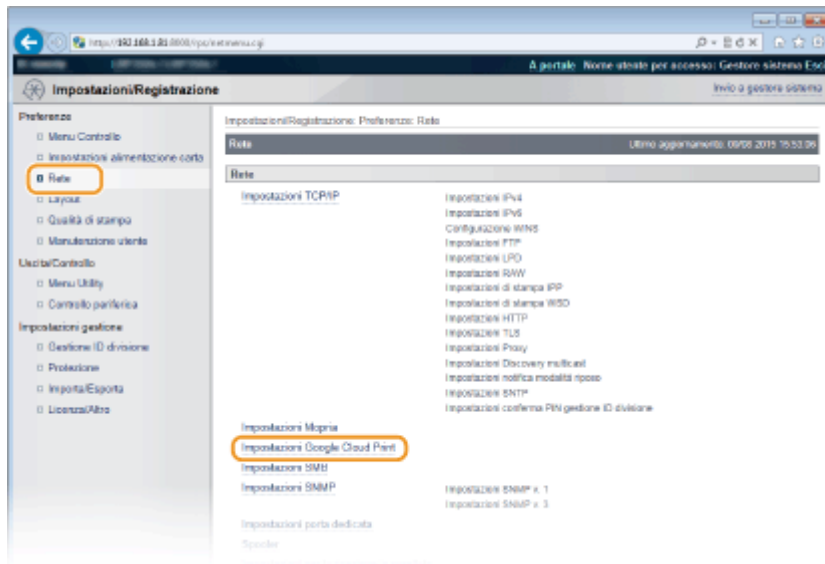 A portale Nome utente per accesso: Gestore sistema Esci
Impostazioni/Registrazione
Invio a gestore sistema
Preferenze
Menu Controllo
Impostazioni alimentazione carta
Rete
Layout
Qualità di stampa
Manutenzione utente
Uscita/Controllo
Menu Utility
Controllo periferica
Impostazioni gestione
Gestione ID divisione
Protezione
Importa/Esporta
Licenza/Altro
Impostazioni/Registrazione: Preferenze: Rete
Rete
Ultimo aggiornamento: 15:53:06
Rete
Impostazioni TCP/IP
Impostazioni IPv4
Impostazioni IPv6
Configurazione WINS
Impostazioni FTP
Impostazioni LPD
Impostazioni RAW
Impostazioni di stampa IPP
Impostazioni di stampa WSD
Impostazioni HTTP
Impostazioni TLS
Impostazioni Proxy
Impostazioni Discovery multicast
Impostazioni notifica modalità riposo
Impostazioni SNTP
Impostazioni conferma PIN gestione ID divisione
Impostazioni Mopria
Impostazioni Google Cloud Print
Impostazioni SMB
Impostazioni SNMP
Impostazioni SNMP v. 1
Impostazioni SNMP v. 3
Impostazioni porta dedicata
Spooler